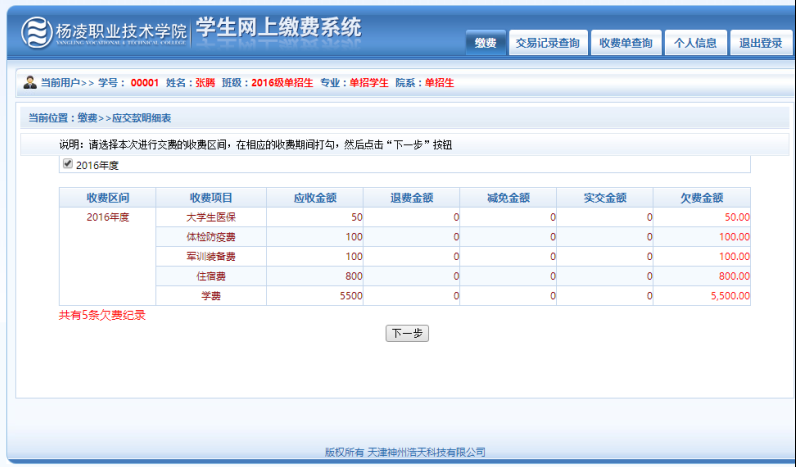 杨凌职业技术学院 学生网上缴费系统
YANGLING VOCATIONAL & TECHNICAL COLLEGE
缴费 交易记录查询 收费单查询 个人信息 退出登录
当前用户>> 学号： 00001 姓名：张腾 班级：2016级单招生 专业：单招学生 院系：单招生
当前位置：缴费>>应交款明细表
说明：请选择本次进行交费的收费区间，在相应的收费期间打勾，然后点击“下一步”按钮
2016年度
收费区间 收费项目 应收金额 退费金额 减免金额 实交金额 欠费金额
2016年度 大学生医保 50 0 0 0 50.00
体检防疫费 100 0 0 0 100.00
军训装备费 100 0 0 0 100.00
住宿费 800 0 0 0 800.00
学费 5500 0 0 0 5,500.00
共有5条欠费纪录
下一步
版权所有 天津神州浩天科技有限公司